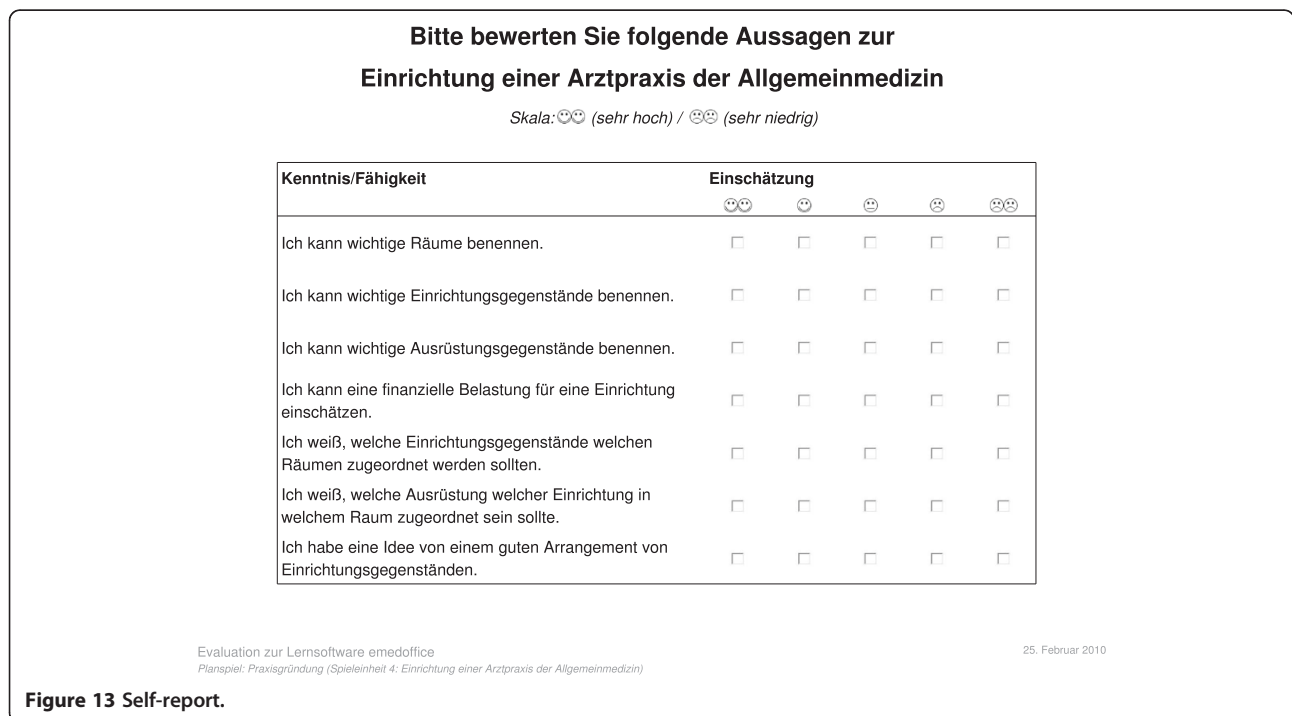 Bitte bewerten Sie folgende Aussagen zur
Einrichtung einer Arztpraxis der Allgemeinmedizin
Skala: (sehr hoch) / (sehr niedrig)
Kenntnis/Fähigkeit Einschätzung
Ich kann wichtige Räume benennen.
Ich kann wichtige Einrichtungsgegenstände benennen.
Ich kann wichtige Ausrüstungsgegenstände benennen.
Ich kann eine finanzielle Belastung für eine Einrichtung
einschätzen.
Ich weiß, welche Einrichtungsgegenstände welchen
Räumen zugeordnet werden sollten.
Ich weiß, welche Ausrüstung welcher Einrichtung in
welchem Raum zugeordnet sein sollte.
Ich habe eine Idee von einem guten Arrangement von
Einrichtungsgegenständen.
Evaluation zur Lernsoftware emedoffice 25. Februar 2010
Planspiel: Praxisgründung (Spieleinheit 4: Einrichtung einer Arztpraxis der Allgemeinmedizin)
Figure 13 Self-report.